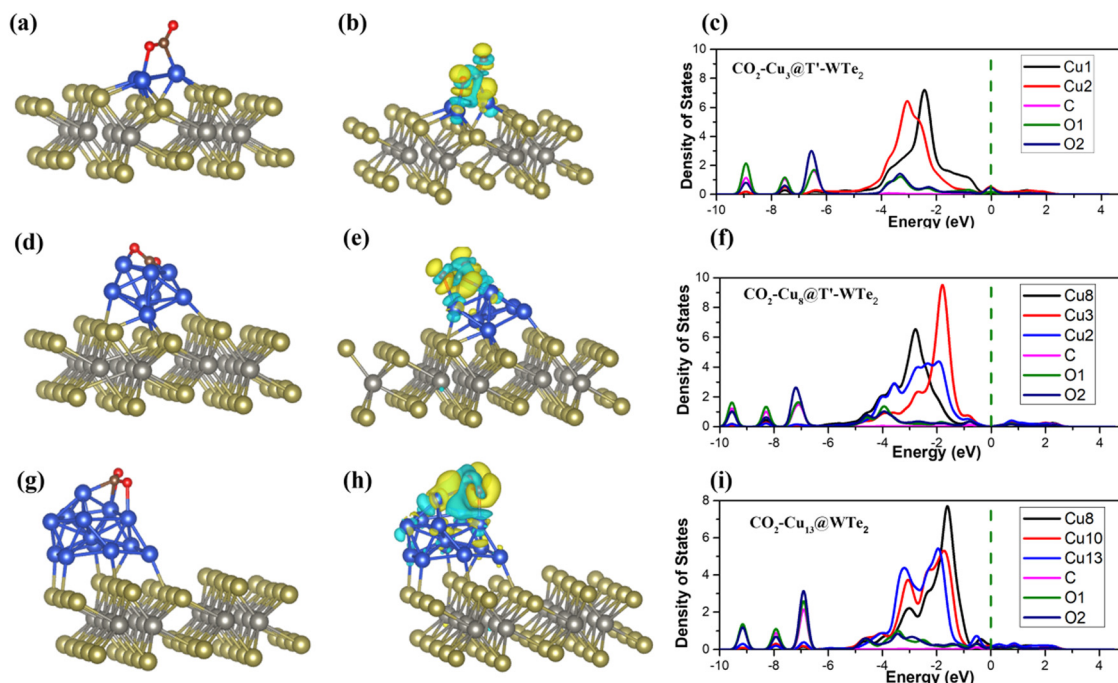 (a)
(b)
(c)
CO₂-Cu₃@T'-WTe₂
Cu1
Cu2
C
O1
O2
Density of States
10
8
6
4
2
0
-10 -8 -6 -4 -2 0 2 4
Energy (eV)
(d)
(e)
(f)
CO₂-Cu₈@T'-WTe₂
Cu8
Cu3
Cu2
C
O1
O2
Density of States
10
8
6
4
2
0
-10 -8 -6 -4 -2 0 2 4
Energy (eV)
(g)
(h)
(i)
CO₂-Cu₁₃@WTe₂
Cu8
Cu10
Cu13
C
O1
O2
Density of States
8
6
4
2
0
-10 -8 -6 -4 -2 0 2 4
Energy (eV)